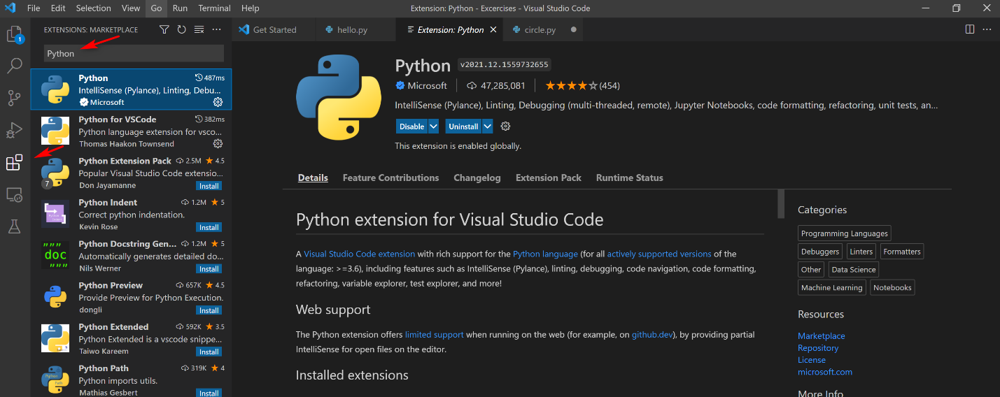 File Edit Selection View Go Run Terminal Help
Extension: Python - Excercises - Visual Studio Code
EXTENSIONS: MARKETPLACE
Get Started
hello.py
Extension: Python
circle.py
1
Python
Python 487ms
IntelliSense (Pylance), Linting, Debu...
Microsoft
Python for VSCode 382ms
Python language extension for vsco...
Thomas Haakon Townsend
Python Extension Pack 2.5M 4.5
Popular Visual Studio Code extensio...
7
Don Jayamanne Install
Python Indent 1.2M 5
Correct python indentation.
Kevin Rose Install
Python Docstring Gen... 1.2M 5
Automatically generates detailed do...
""" doc """
Nils Werner Install
Python Preview 657K 4.5
Provide Preview for Python Execution.
dongli Install
Python Extended 592K 3.5
Python Extended is a vscode snippe...
Taiwo Kareem Install
Python Path 319K 4
Python imports utils.
Mathias Gesbert Install
Python v2021.12.1559732655
Microsoft 47,285,081 (454)
IntelliSense (Pylance), Linting, Debugging (multi-threaded, remote), Jupyter Notebooks, code formatting, refactoring, unit tests, an...
Disable Uninstall
This extension is enabled globally.
Details Feature Contributions Changelog Extension Pack Runtime Status
Python extension for Visual Studio Code
A Visual Studio Code extension with rich support for the Python language (for all actively supported versions of the
language: >=3.6), including features such as IntelliSense (Pylance), linting, debugging, code navigation, code formatting,
refactoring, variable explorer, test explorer, and more!
Web support
The Python extension offers limited support when running on the web (for example, on github.dev), by providing partial
IntelliSense for open files on the editor.
Installed extensions
Categories
Programming Languages
Debuggers Linters Formatters
Other Data Science
Machine Learning Notebooks
Resources
Marketplace
Repository
License
microsoft.com
More Info